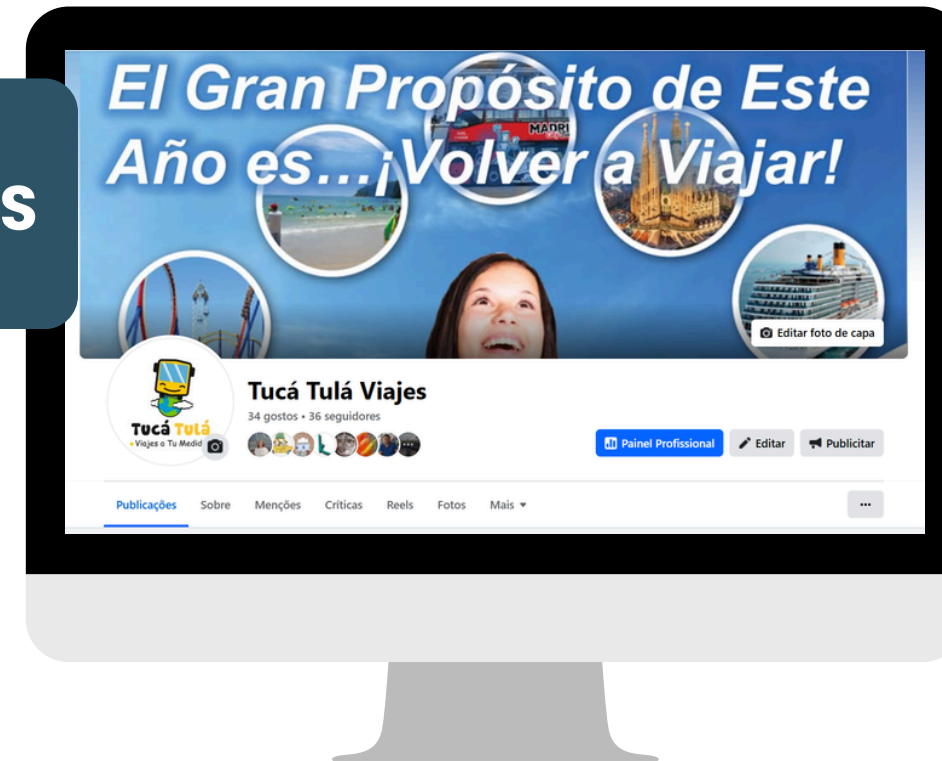 s
El Gran Propósito de Este
Año es...¡Volver a Viajar!
MADRI
Editar foto de capa
Tucá Tulá
Viajes a Tu Medid
Tucá Tulá Viajes
34 gostos • 36 seguidores
Painel Profissional
Editar
Publicitar
Publicações Sobre Menções Críticas Reels Fotos Mais